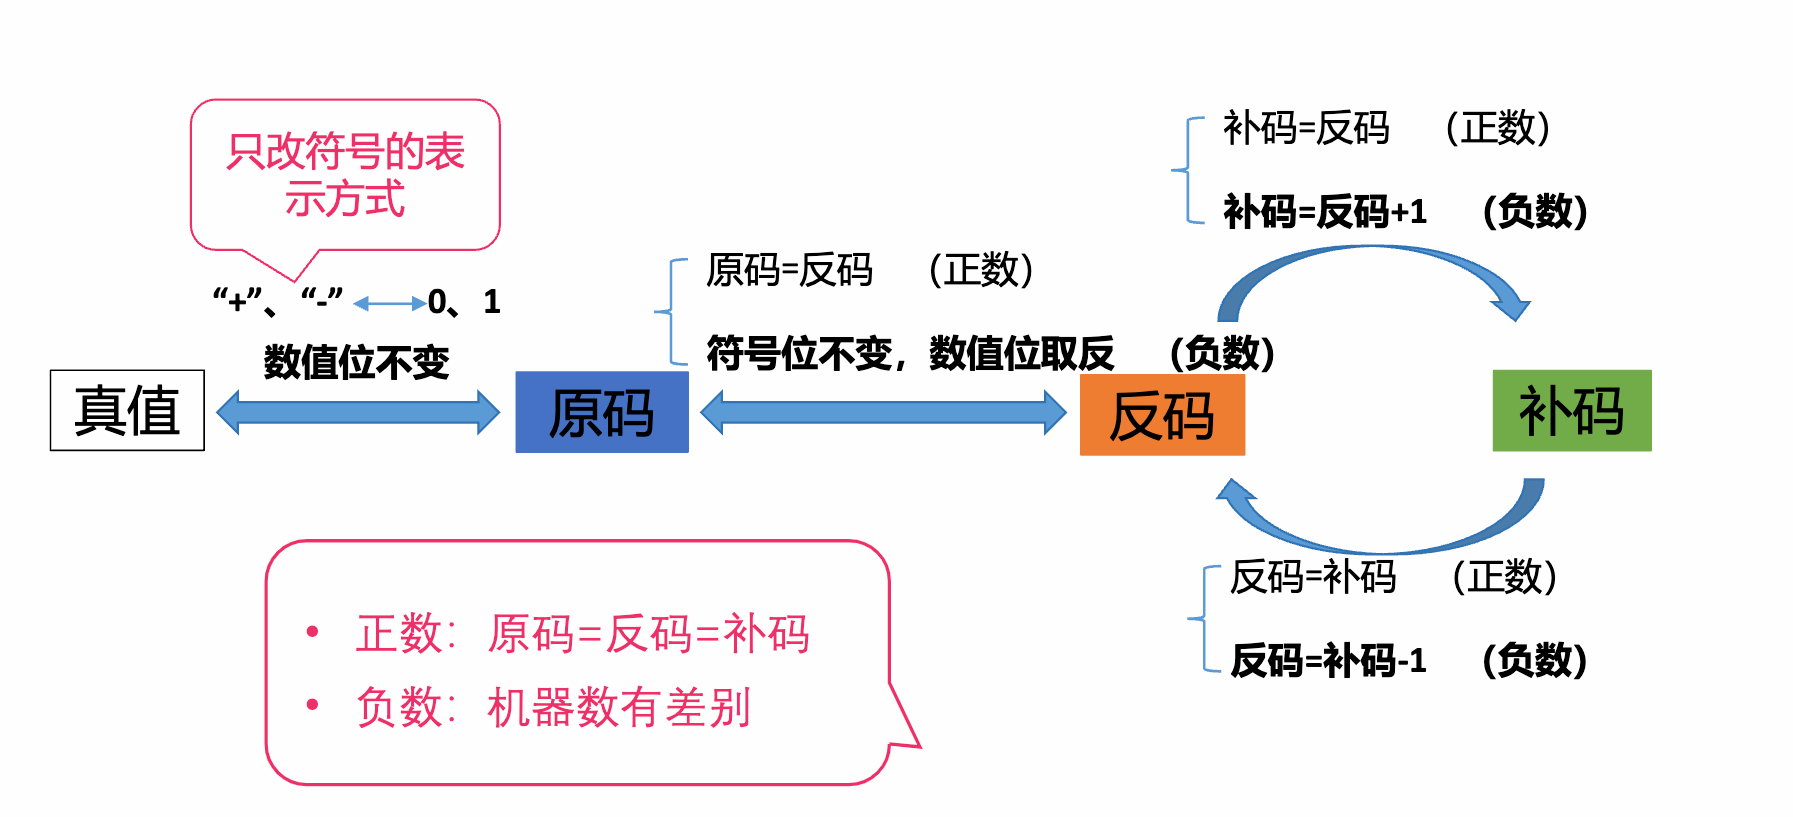 只改符号的表
示方式
“+”、“-” 0、1
数值位不变
真值
原码
原码=反码 （正数）
符号位不变，数值位取反 （负数）
反码
补码=反码 （正数）
补码=反码+1 （负数）
补码
反码=补码 （正数）
反码=补码-1 （负数）
• 正数：原码=反码=补码
• 负数：机器数有差别